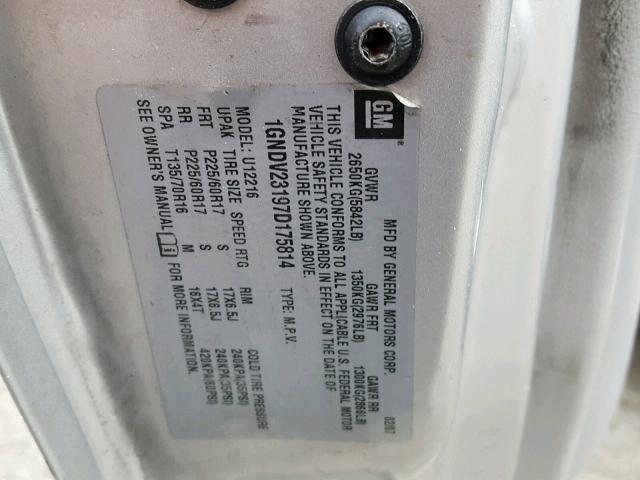 GM
MFD BY GENERAL MOTORS CORP. 02/07
GVWR GAWR FRT GAWR RR
2650KG(5842LB) 1350KG(2976LB) 1300KG(2866LB)
THIS VEHICLE CONFORMS TO ALL APPLICABLE U.S. FEDERAL MOTOR
VEHICLE SAFETY STANDARDS IN EFFECT ON THE DATE OF
MANUFACTURE SHOWN ABOVE.
1GNDV23197D175814 TYPE: M.P.V.
MODEL: U12216
UPAK TIRE SIZE SPEED RTG RIM COLD TIRE PRESSURE
FRT P225/60R17 S 17X6.5J 240KPA(35PSI)
RR P225/60R17 S 17X6.5J 240KPA(35PSI)
SPA T135/70R16 M 16X4T 420KPA(60PSI)
SEE OWNER'S MANUAL FOR MORE INFORMATION.